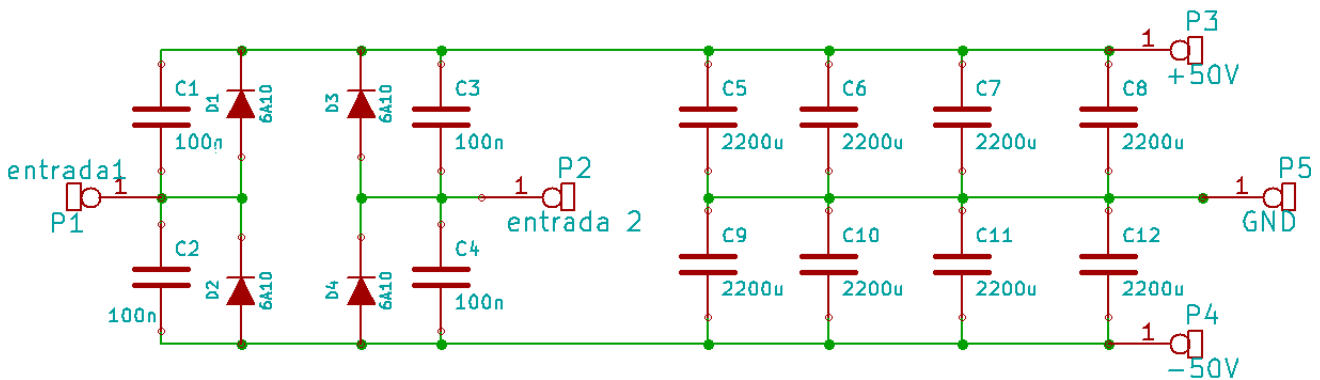 P3
1
+50V
C1
100n
D1
6A10
D3
6A10
C3
100n
C5
2200u
C6
2200u
C7
2200u
C8
2200u
entrada1
1
P1
P2
1
entrada 2
P5
1
GND
C2
100n
D2
6A10
D4
6A10
C4
100n
C9
2200u
C10
2200u
C11
2200u
C12
2200u
P4
1
-50V